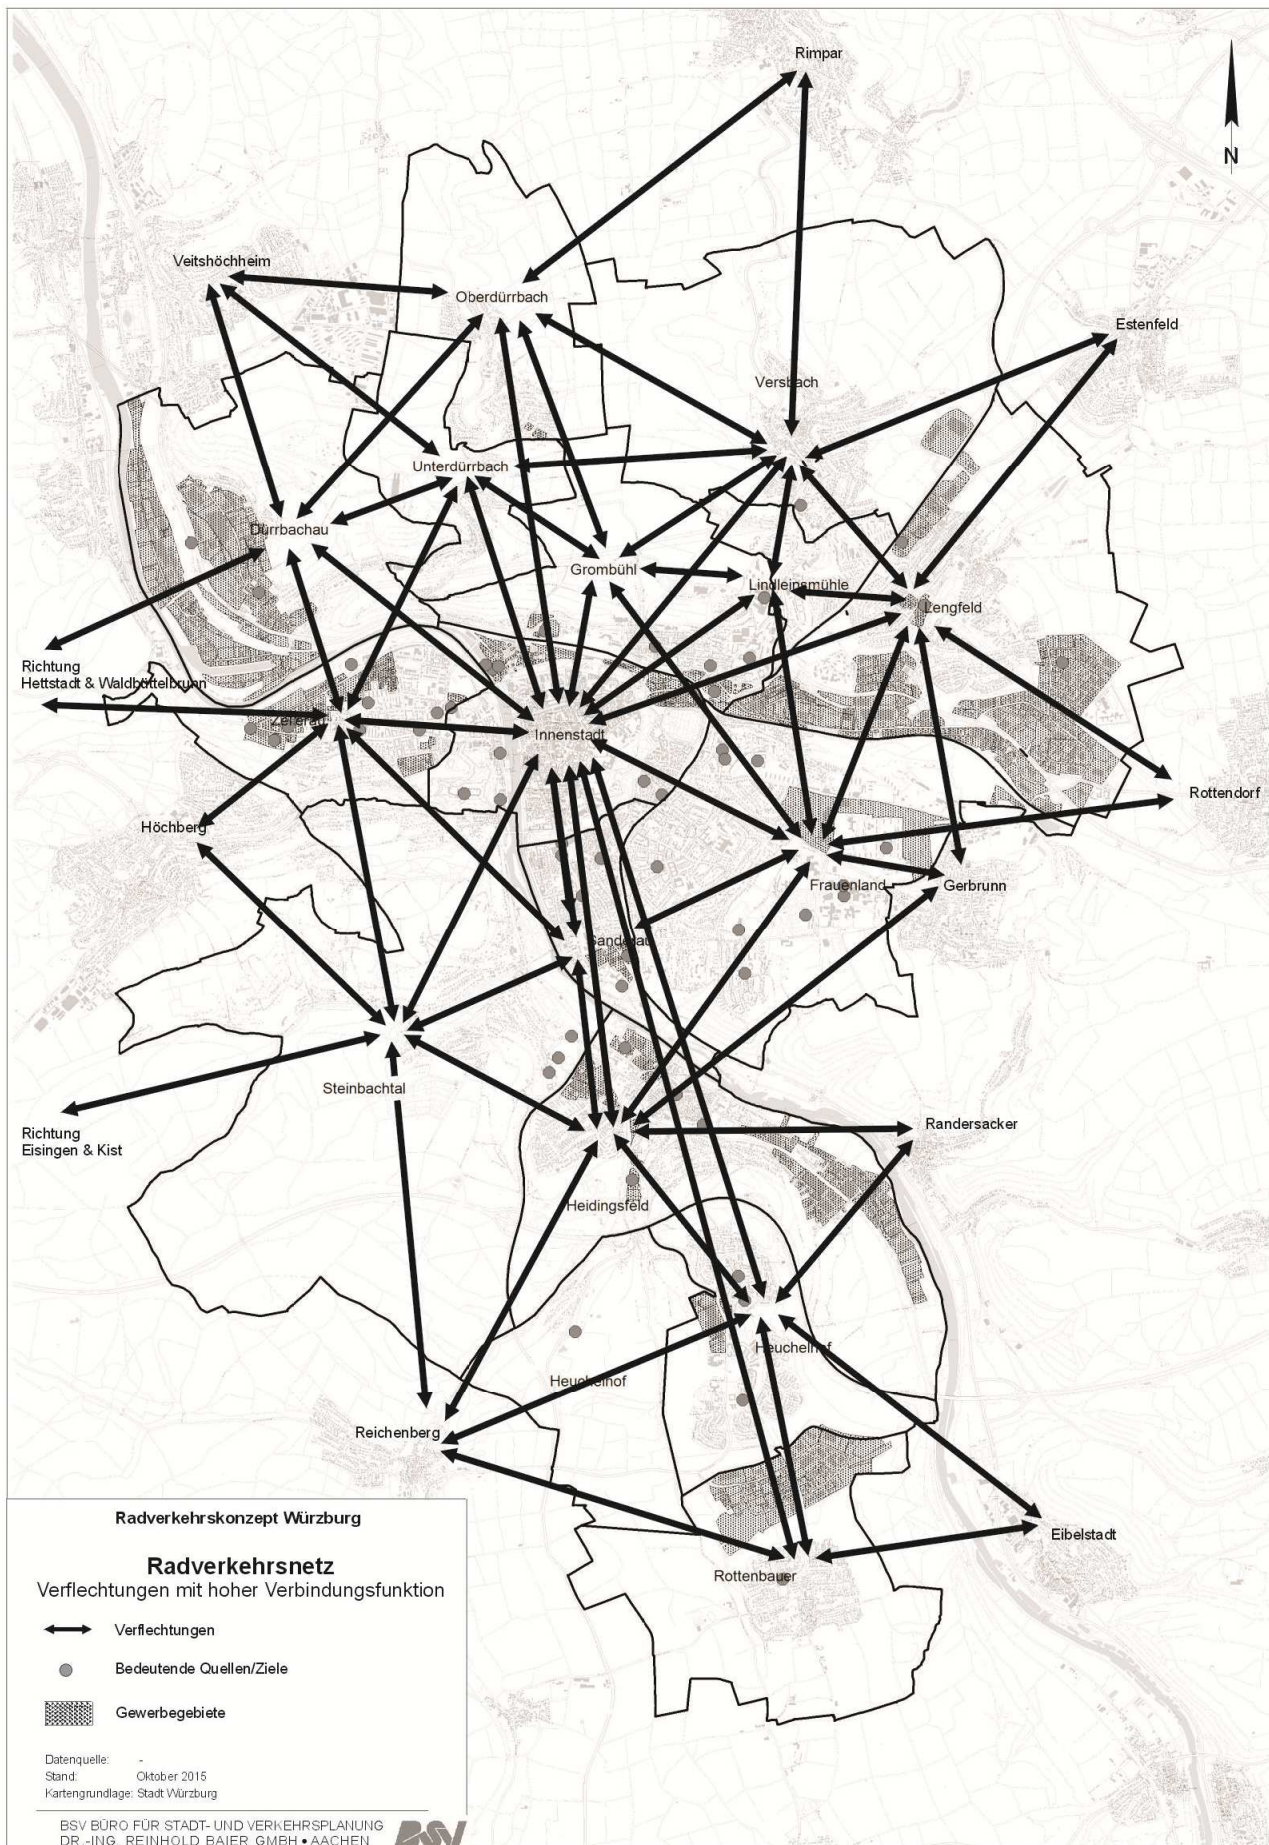 Rimpar
N
Veitshöchheim
Oberdürrbach
Estenfeld
Versbach
Unterdürrbach
Dürrbachau
Grombühl
Lindleinsmühle
Lengfeld
Richtung
Hettstadt & Waldbüttelbrunn
Zellerau
Innenstadt
Rottendorf
Höchberg
Frauenland
Gerbrunn
Sanderau
Steinbachtal
Richtung
Eisingen & Kist
Randersacker
Heidingsfeld
Heuchelhof
Heuchelhof
Reichenberg
Eibelstadt
Rottenbauer
Radverkehrskonzept Würzburg
Radverkehrsnetz
Verflechtungen mit hoher Verbindungsfunktion
Verflechtungen
Bedeutende Quellen/Ziele
Gewerbegebiete
Datenquelle: -
Stand: Oktober 2015
Kartengrundlage: Stadt Würzburg
BSV BÜRO FÜR STADT- UND VERKEHRSPLANUNG
DR.-ING. REINHOLD BAIER GMBH • AACHEN
BSV